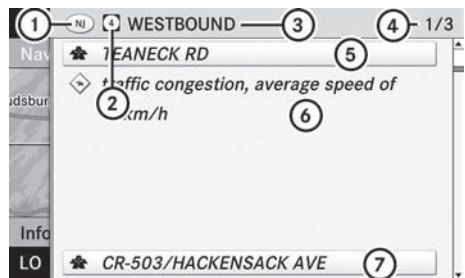 1 NJ 4 WESTBOUND 3 4 1/3
Nav TEANECK RD 5
traffic congestion, average speed of
udsbur 2 km/h 6
Info
LO CR-503/HACKENSACK AVE 7